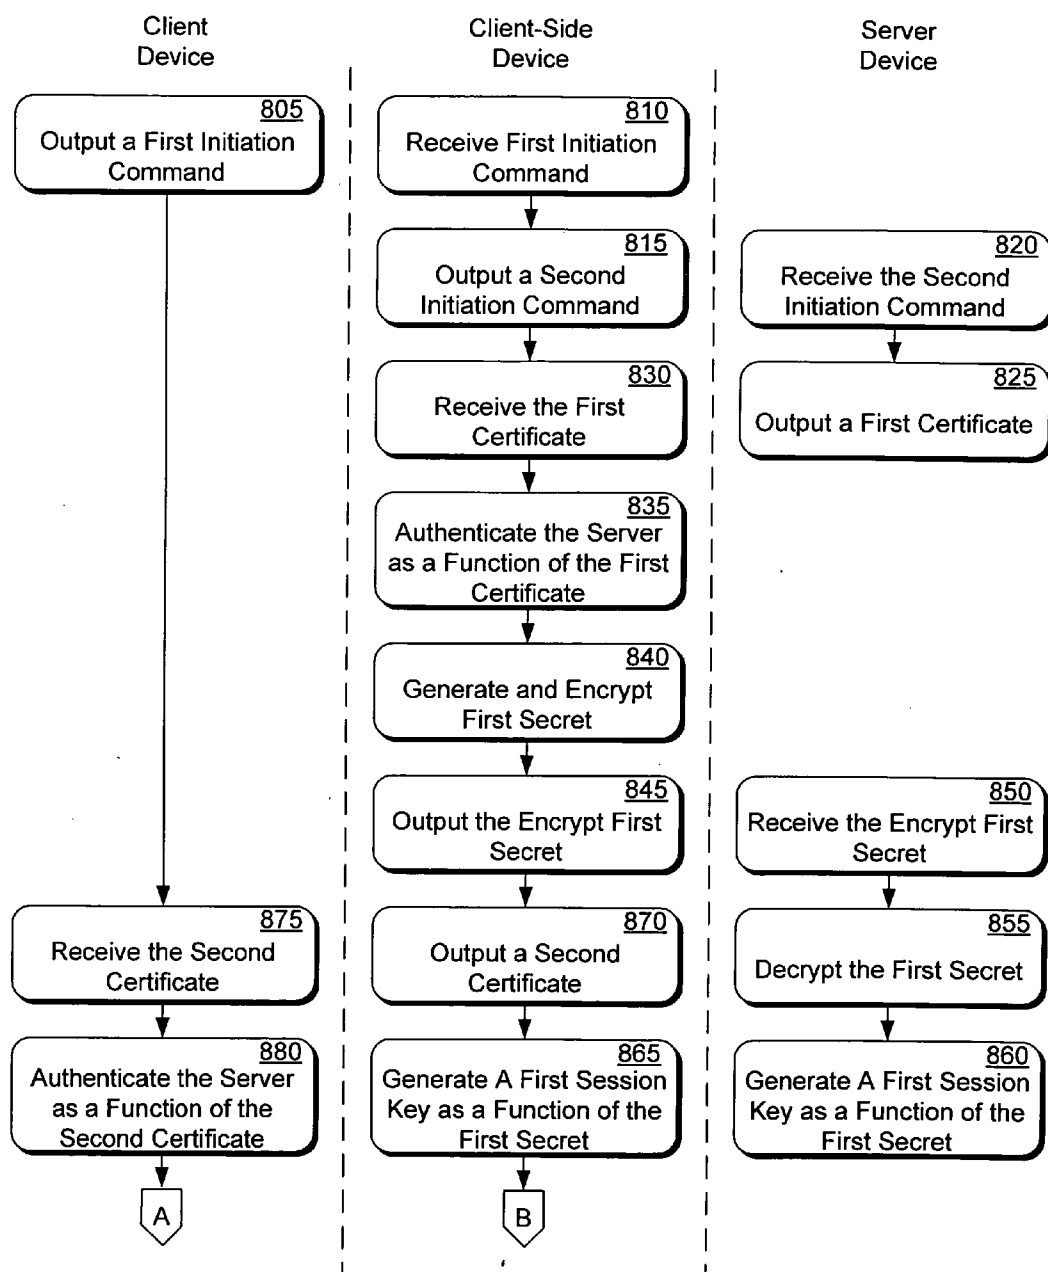 Client
Device
Client-Side
Device
Server
Device
805
Output a First Initiation
Command
810
Receive First Initiation
Command
815
Output a Second
Initiation Command
820
Receive the Second
Initiation Command
830
Receive the First
Certificate
825
Output a First Certificate
835
Authenticate the Server
as a Function of the First
Certificate
840
Generate and Encrypt
First Secret
845
Output the Encrypt First
Secret
850
Receive the Encrypt First
Secret
875
Receive the Second
Certificate
870
Output a Second
Certificate
855
Decrypt the First Secret
880
Authenticate the Server
as a Function of the
Second Certificate
865
Generate A First Session
Key as a Function of the
First Secret
860
Generate A First Session
Key as a Function of the
First Secret
A
B